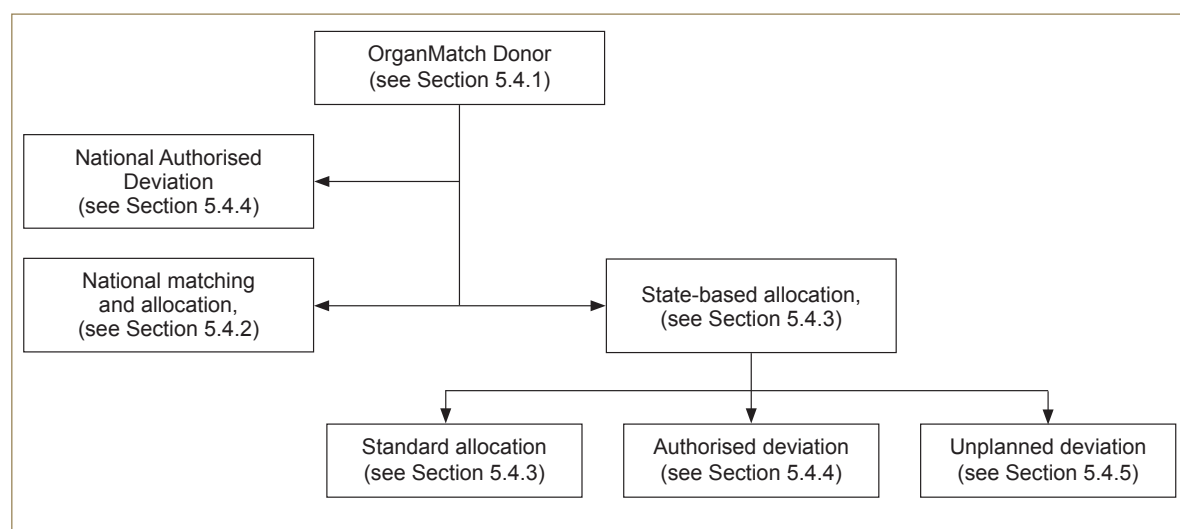 OrganMatch Donor
(see Section 5.4.1)
National Authorised
Deviation
(see Section 5.4.4)
National matching
and allocation,
(see Section 5.4.2)
State-based allocation,
(see Section 5.4.3)
Standard allocation
(see Section 5.4.3)
Authorised deviation
(see Section 5.4.4)
Unplanned deviation
(see Section 5.4.5)